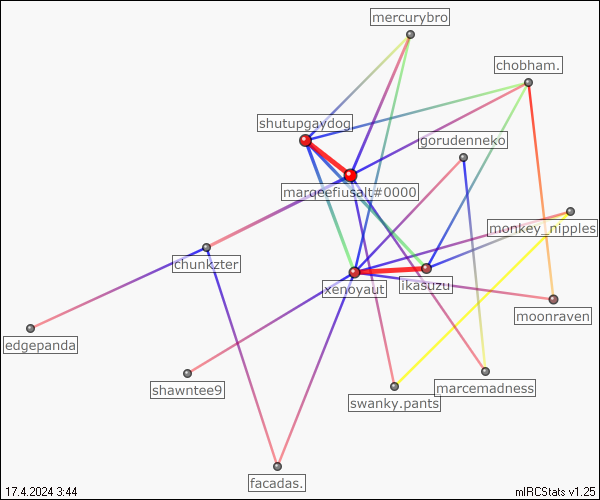 mercurybro
chobham.
shutupgaydog
gorudenneko
marqeefiusalt#0000
monkey_nipples
chunkzter
xenoyaut
ikasuzu
moonraven
edgepanda
shawntee9
marcemadness
swanky.pants
facadas.
17.4.2024 3:44
mIRCStats v1.25